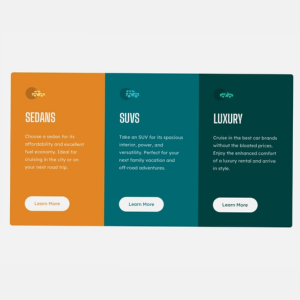 SEDANS
Choose a sedan for its
affordability and excellent
fuel economy. Ideal for
cruising in the city or on
your next road trip.
Learn More
SUVS
Take an SUV for its spacious
interior, power, and
versatility. Perfect for your
next family vacation and
off-road adventures.
Learn More
LUXURY
Cruise in the best car brands
without the bloated prices.
Enjoy the enhanced comfort
of a luxury rental and arrive
in style.
Learn More